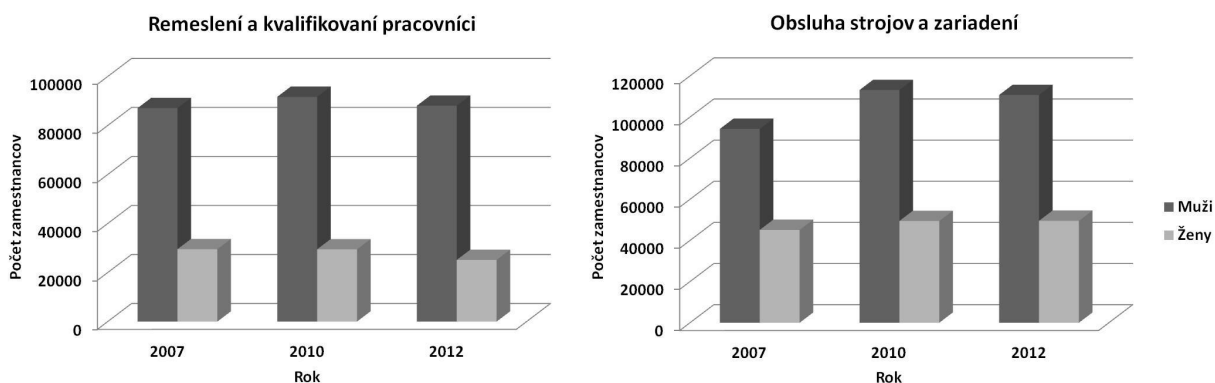 Remeslení a kvalifikovaní pracovníci
Počet zamestnancov
100000
80000
60000
40000
20000
0
2007 2010 2012
Rok
Obsluha strojov a zariadení
Počet zamestnancov
120000
100000
80000
60000
40000
20000
0
2007 2010 2012
Rok
Muži
Ženy